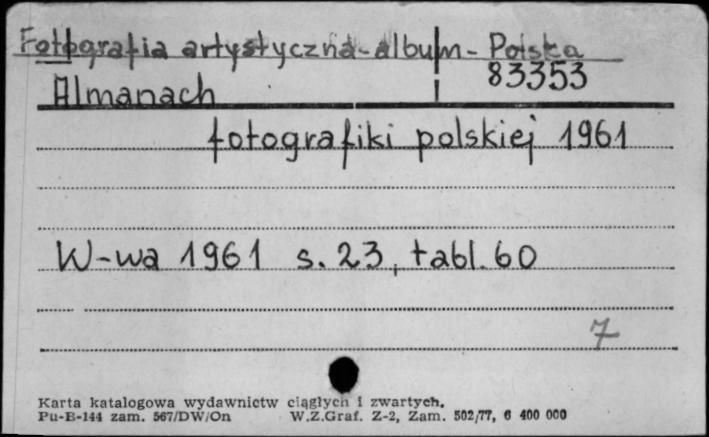 Fotografia artystyczna-album-Polska
83353
Almanach
fotografiki polskiej 1961
W-wa 1961 s. 23, tabl. 60
7
Karta katalogowa wydawnictw ciągłych i zwartych.
Pu-B-144 zam. 567/DW/On W.Z.Graf. Z-2, Zam. 502/77, 6 400 000